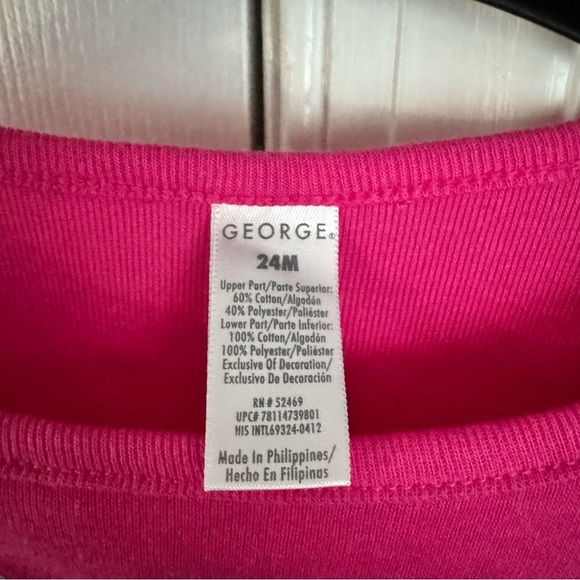 GEORGE®
24M
Upper Part/Parte Superior:
60% Cotton/Algodón
40% Polyester/Poliéster
Lower Part/Parte Inferior:
100% Cotton/Algodón
100% Polyester/Poliéster
Exclusive Of Decoration/
Exclusivo De Decoración
RN # 52469
UPC# 78114739801
HIS INTL69324-0412
Made In Philippines/
Hecho En Filipinas